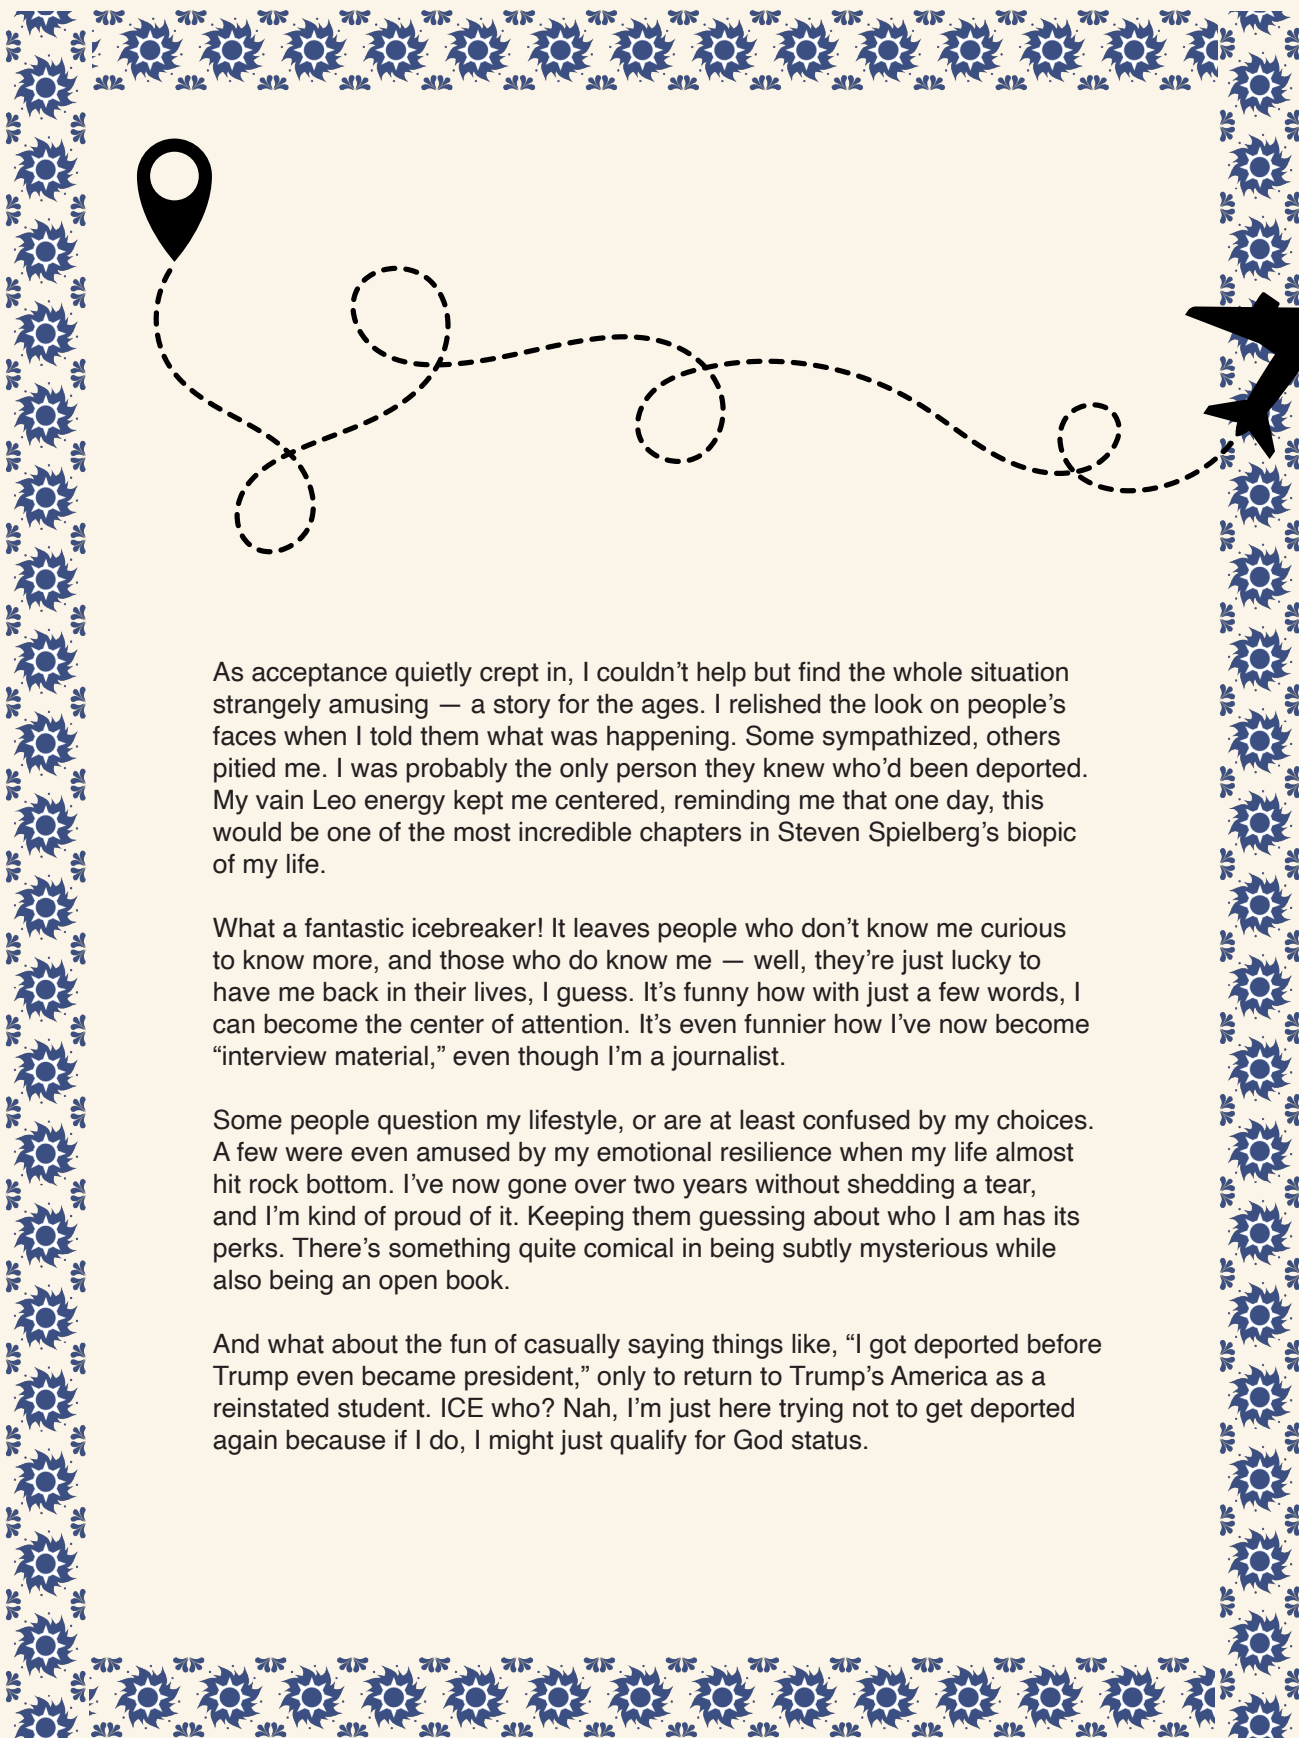 As acceptance quietly crept in, I couldn’t help but find the whole situation
strangely amusing — a story for the ages. I relished the look on people’s
faces when I told them what was happening. Some sympathized, others
pitied me. I was probably the only person they knew who’d been deported.
My vain Leo energy kept me centered, reminding me that one day, this
would be one of the most incredible chapters in Steven Spielberg’s biopic
of my life.

What a fantastic icebreaker! It leaves people who don’t know me curious
to know more, and those who do know me — well, they’re just lucky to
have me back in their lives, I guess. It’s funny how with just a few words, I
can become the center of attention. It’s even funnier how I’ve now become
“interview material,” even though I’m a journalist.

Some people question my lifestyle, or are at least confused by my choices.
A few were even amused by my emotional resilience when my life almost
hit rock bottom. I’ve now gone over two years without shedding a tear,
and I’m kind of proud of it. Keeping them guessing about who I am has its
perks. There’s something quite comical in being subtly mysterious while
also being an open book.

And what about the fun of casually saying things like, “I got deported before
Trump even became president,” only to return to Trump’s America as a
reinstated student. ICE who? Nah, I’m just here trying not to get deported
again because if I do, I might just qualify for God status.